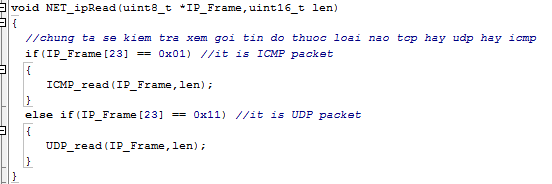 void NET_ipRead(uint8_t *IP_Frame,uint16_t len)
{
//chung ta se kiem tra xem goi tin do thuoc loai nao tcp hay udp hay icmp
if(IP_Frame[23] == 0x01) //it is ICMP packet
{
ICMP_read(IP_Frame,len);
}
else if(IP_Frame[23] == 0x11) //it is UDP packet
{
UDP_read(IP_Frame,len);
}
}